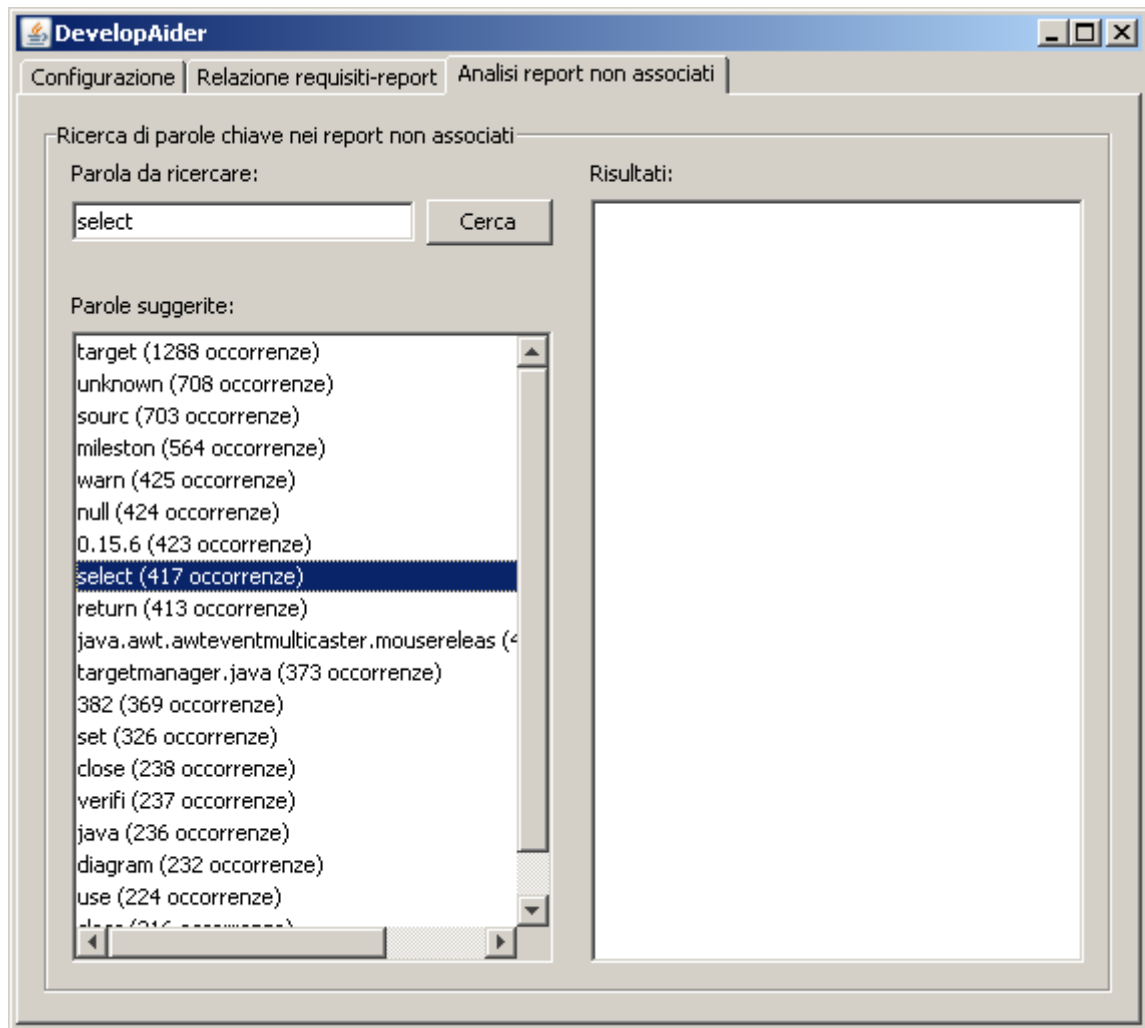 DevelopAider
Configurazione
Relazione requisiti-report
Analisi report non associati
Ricerca di parole chiave nei report non associati
Parola da ricercare:
select
Cerca
Parole suggerite:
target (1288 occorrenze)
unknown (708 occorrenze)
sourc (703 occorrenze)
mileston (564 occorrenze)
warn (425 occorrenze)
null (424 occorrenze)
0.15.6 (423 occorrenze)
select (417 occorrenze)
return (413 occorrenze)
java.awt.awteventmulticaster.mousereleas (4
targetmanager.java (373 occorrenze)
382 (369 occorrenze)
set (326 occorrenze)
close (238 occorrenze)
verifi (237 occorrenze)
java (236 occorrenze)
diagram (232 occorrenze)
use (224 occorrenze)
Risultati: